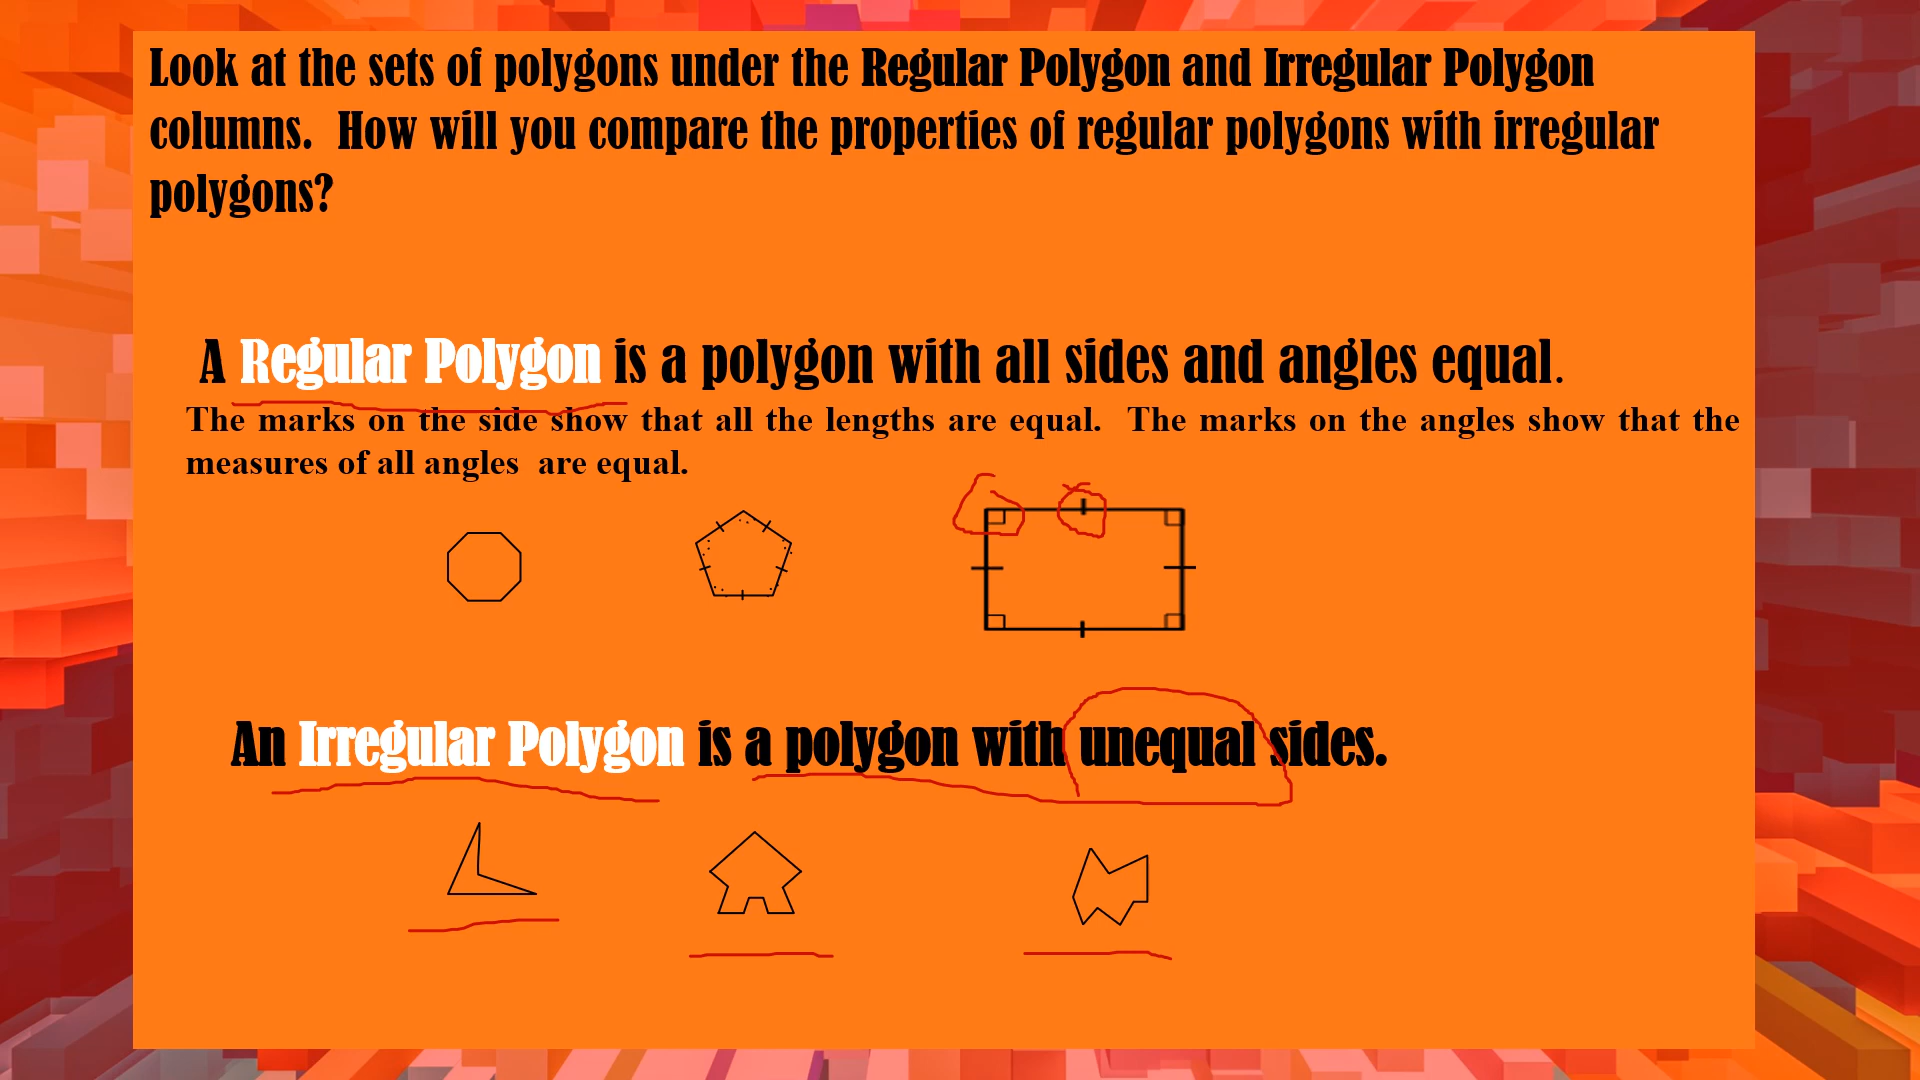 Look at the sets of polygons under the Regular Polygon and Irregular Polygon
columns. How will you compare the properties of regular polygons with irregular
polygons?
A Regular Polygon is a polygon with all sides and angles equal.
The marks on the side show that all the lengths are equal. The marks on the angles show that the
measures of all angles are equal.
An Irregular Polygon is a polygon with unequal sides.